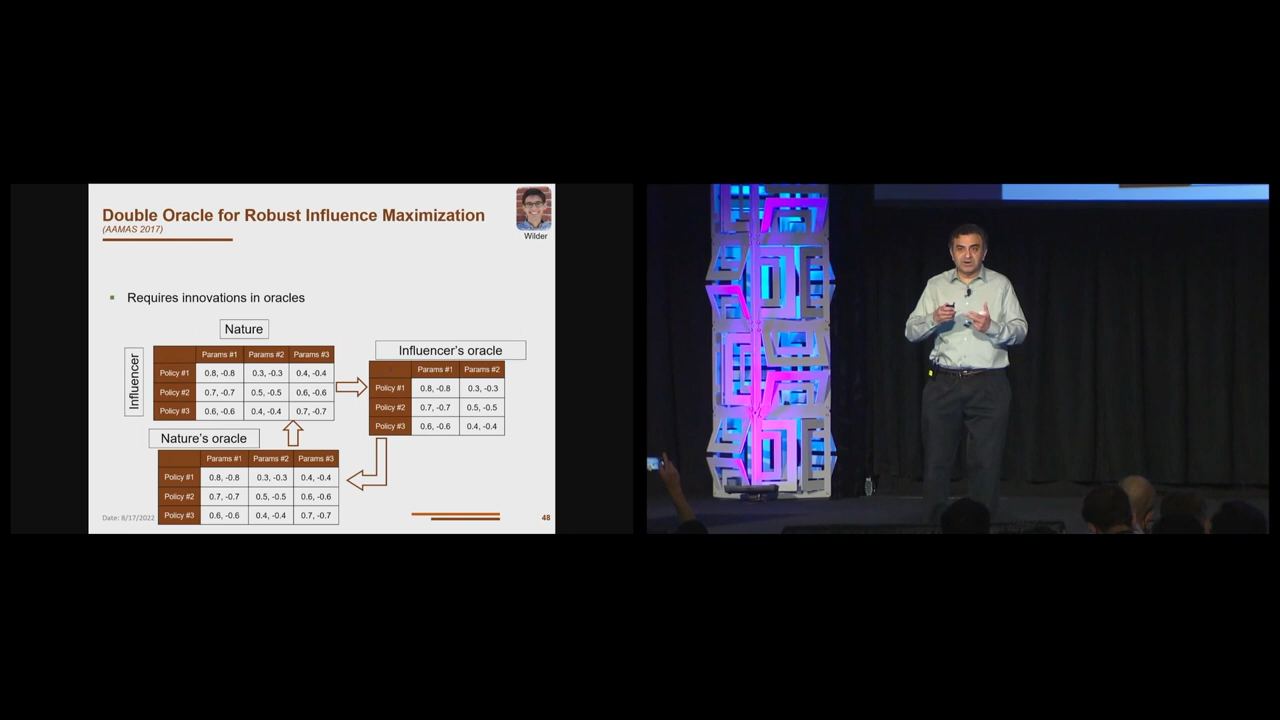 Double Oracle for Robust Influence Maximization
(AAMAS 2017)
Wilder
Requires innovations in oracles
Nature
Influencer
Params #1 Params #2 Params #3
Policy #1 0.8, -0.8 0.3, -0.3 0.4, -0.4
Policy #2 0.7, -0.7 0.5, -0.5 0.6, -0.6
Policy #3 0.6, -0.6 0.4, -0.4 0.7, -0.7
Influencer's oracle
Params #1 Params #2
Policy #1 0.8, -0.8 0.3, -0.3
Policy #2 0.7, -0.7 0.5, -0.5
Policy #3 0.6, -0.6 0.4, -0.4
Nature's oracle
Params #1 Params #2 Params #3
Policy #1 0.8, -0.8 0.3, -0.3 0.4, -0.4
Policy #2 0.7, -0.7 0.5, -0.5 0.6, -0.6
Policy #3 0.6, -0.6 0.4, -0.4 0.7, -0.7
Date: 8/17/2022
48